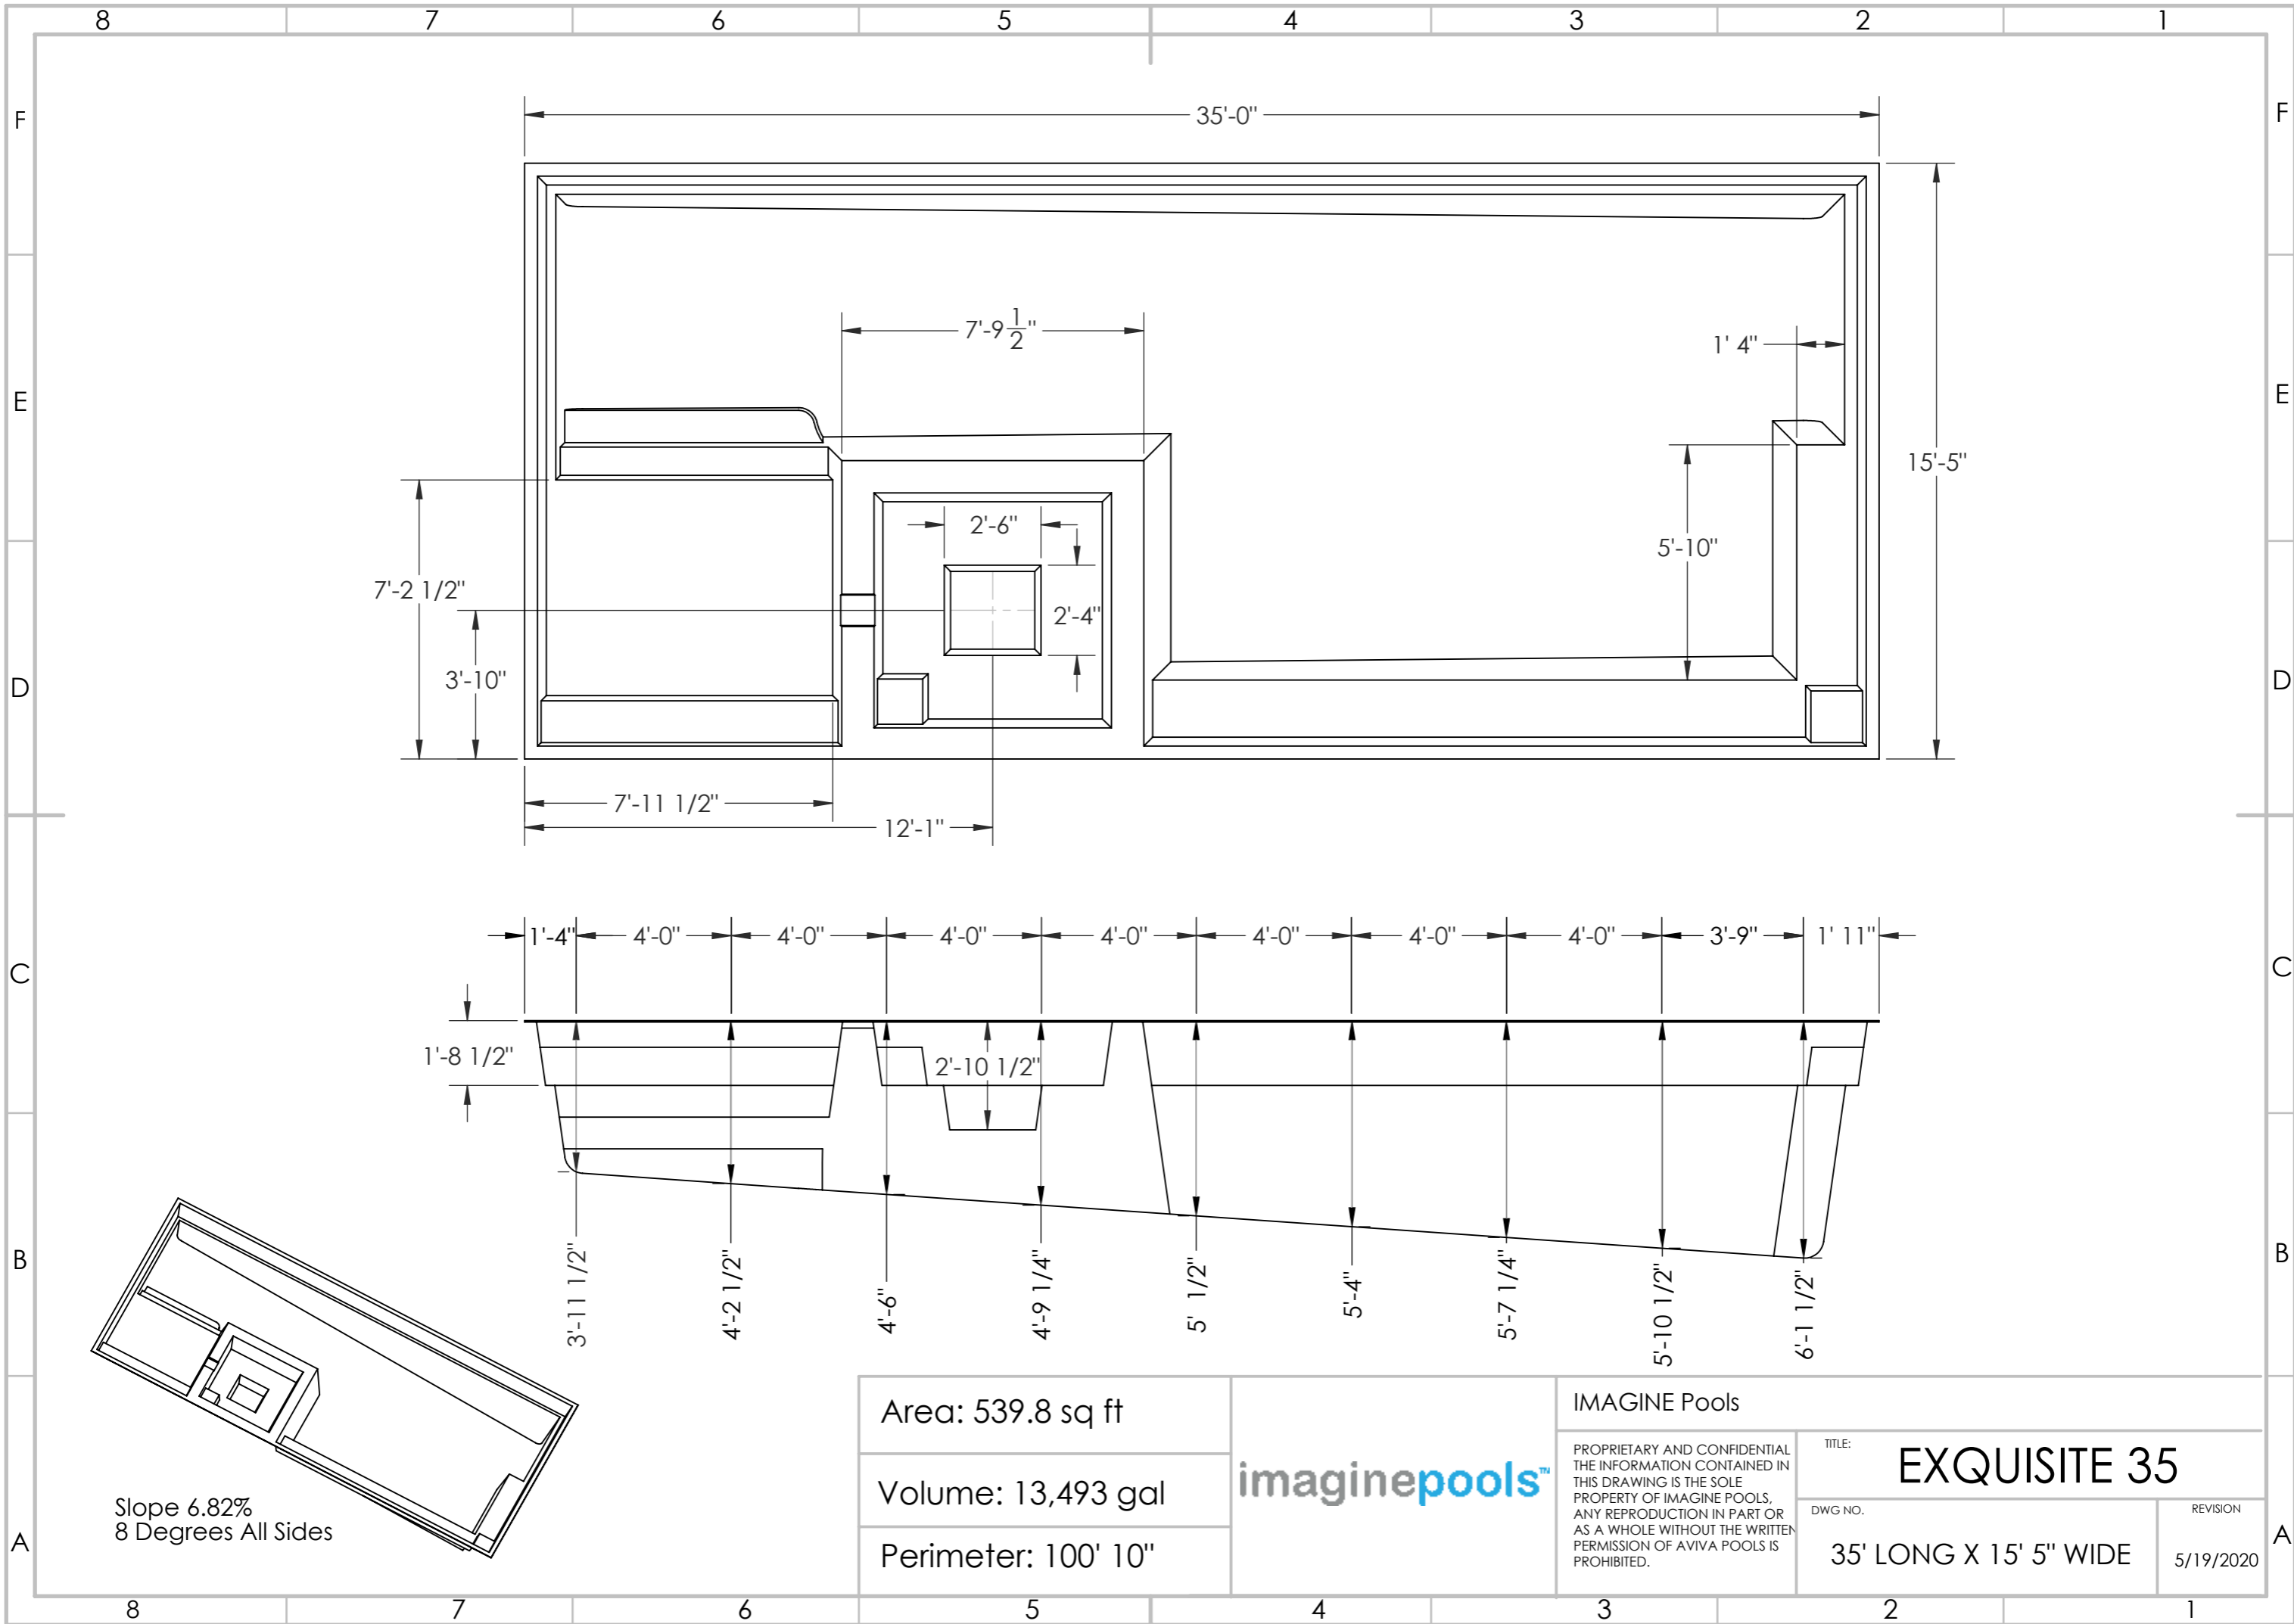 8 7 6 5 4 3 2 1
F F
35'-0"
7'-9 1/2"
1' 4"
E E
15'-5"
2'-6"
5'-10"
7'-2 1/2"
2'-4"
3'-10"
D D
7'-11 1/2"
12'-1"
1'-4" 4'-0" 4'-0" 4'-0" 4'-0" 4'-0" 4'-0" 4'-0" 3'-9" 1' 11"
C C
1'-8 1/2"
2'-10 1/2"
B B
3'-11 1/2" 4'-2 1/2" 4'-6" 4'-9 1/4" 5' 1/2" 5'-4" 5'-7 1/4" 5'-10 1/2" 6'-1 1/2"
Slope 6.82%
8 Degrees All Sides
Area: 539.8 sq ft
Volume: 13,493 gal
Perimeter: 100' 10"
imaginepools™
IMAGINE Pools
PROPRIETARY AND CONFIDENTIAL
THE INFORMATION CONTAINED IN
THIS DRAWING IS THE SOLE
PROPERTY OF IMAGINE POOLS,
ANY REPRODUCTION IN PART OR
AS A WHOLE WITHOUT THE WRITTEN
PERMISSION OF AVIVA POOLS IS
PROHIBITED.
TITLE:
EXQUISITE 35
DWG NO.
35' LONG X 15' 5" WIDE
REVISION
5/19/2020
A A
8 7 6 5 4 3 2 1